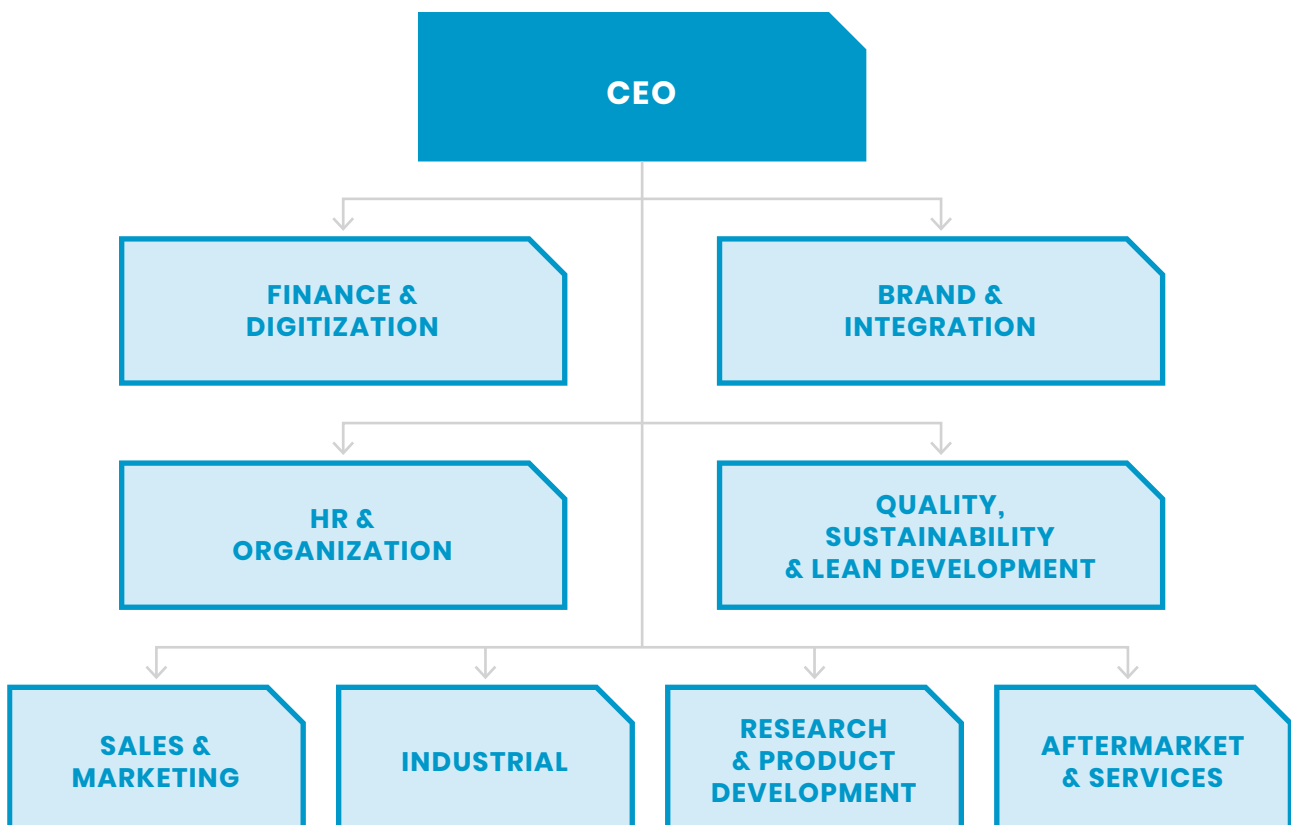 CEO
FINANCE &
DIGITIZATION
BRAND &
INTEGRATION
HR &
ORGANIZATION
QUALITY,
SUSTAINABILITY
& LEAN DEVELOPMENT
SALES &
MARKETING
INDUSTRIAL
RESEARCH
& PRODUCT
DEVELOPMENT
AFTERMARKET
& SERVICES